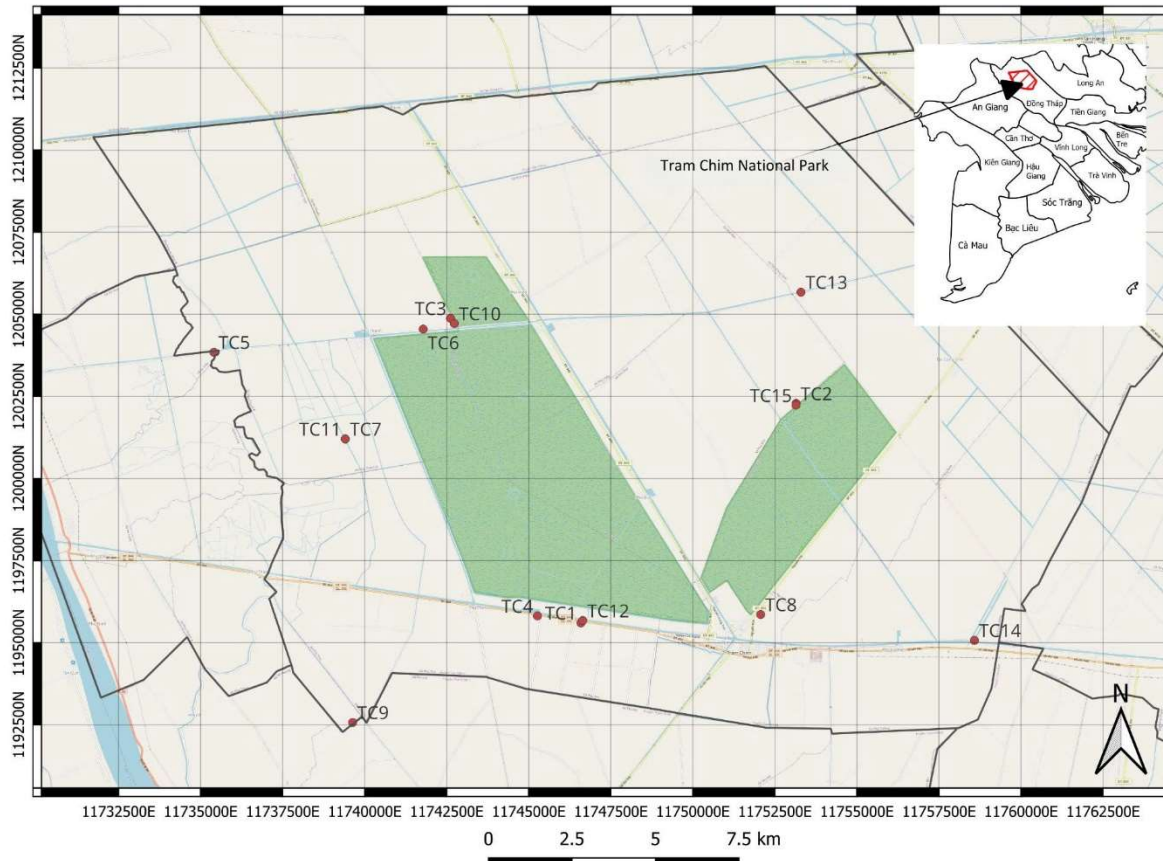 1212500N
1210000N
1207500N
1205000N
1202500N
1200000N
1197500N
1195000N
1192500N
Long An
An Giang
Đồng Tháp
Tiền Giang
Cần Thơ
Bến
Tre
Vĩnh Long
Kiên Giang
Hậu
Giang
Trà Vinh
Sóc Trăng
Bạc Liêu
Cà Mau
Tram Chim National Park
TC13
TC3
TC10
TC6
TC5
TC15
TC2
TC11
TC7
TC4
TC1
TC12
TC8
TC14
TC9
N
11732500E
11735000E
11737500E
11740000E
11742500E
11745000E
11747500E
11750000E
11752500E
11755000E
11757500E
11760000E
11762500E
0 2.5 5 7.5 km